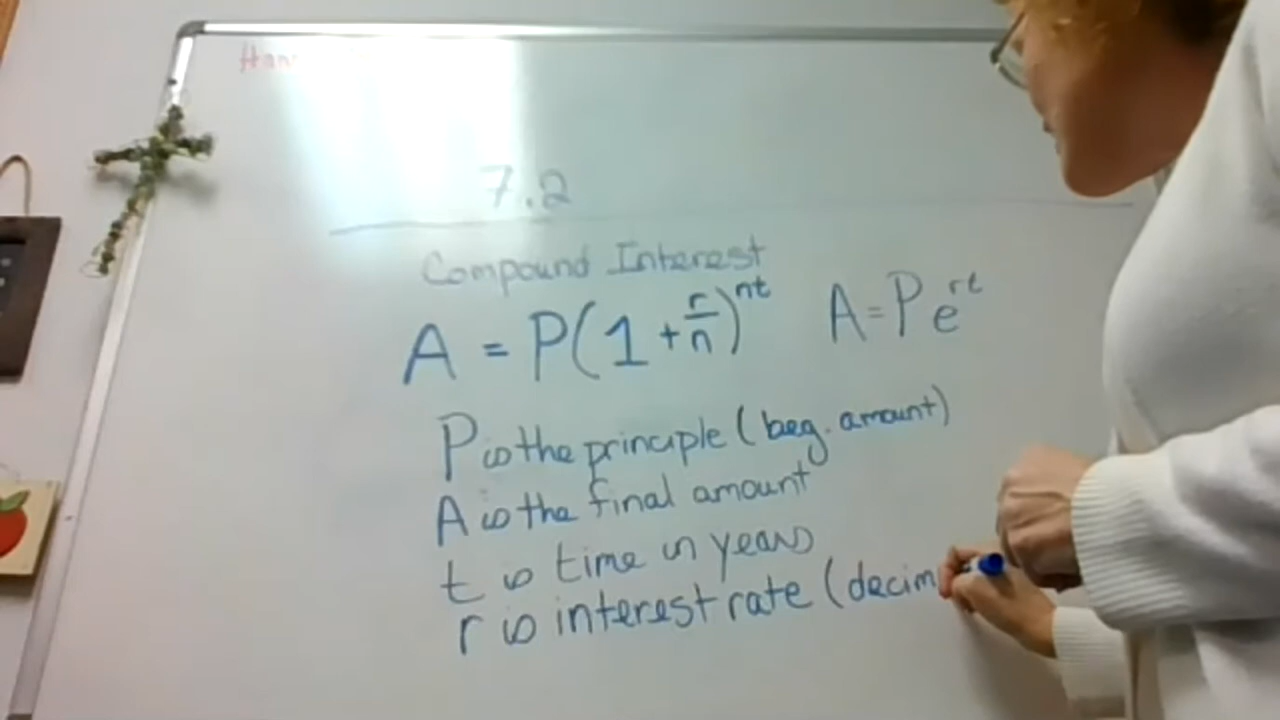 7.2
Compound Interest
A = P(1 + r/n)^nt A = Pe^rt
P is the principle (beg. amount)
A is the final amount
t is time in years
r is interest rate (decim